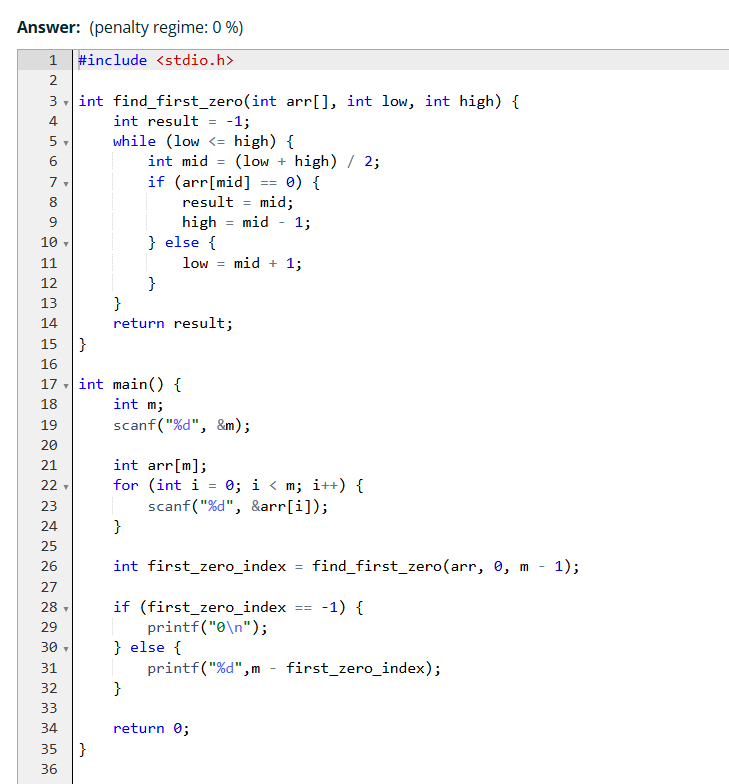 Answer: (penalty regime: 0 %)
1 #include <stdio.h>
2
3 int find_first_zero(int arr[], int low, int high) {
4     int result = -1;
5     while (low <= high) {
6         int mid = (low + high) / 2;
7         if (arr[mid] == 0) {
8             result = mid;
9             high = mid - 1;
10         } else {
11             low = mid + 1;
12         }
13     }
14     return result;
15 }
16
17 int main() {
18     int m;
19     scanf("%d", &m);
20
21     int arr[m];
22     for (int i = 0; i < m; i++) {
23         scanf("%d", &arr[i]);
24     }
25
26     int first_zero_index = find_first_zero(arr, 0, m - 1);
27
28     if (first_zero_index == -1) {
29         printf("0\n");
30     } else {
31         printf("%d",m - first_zero_index);
32     }
33
34     return 0;
35 }
36